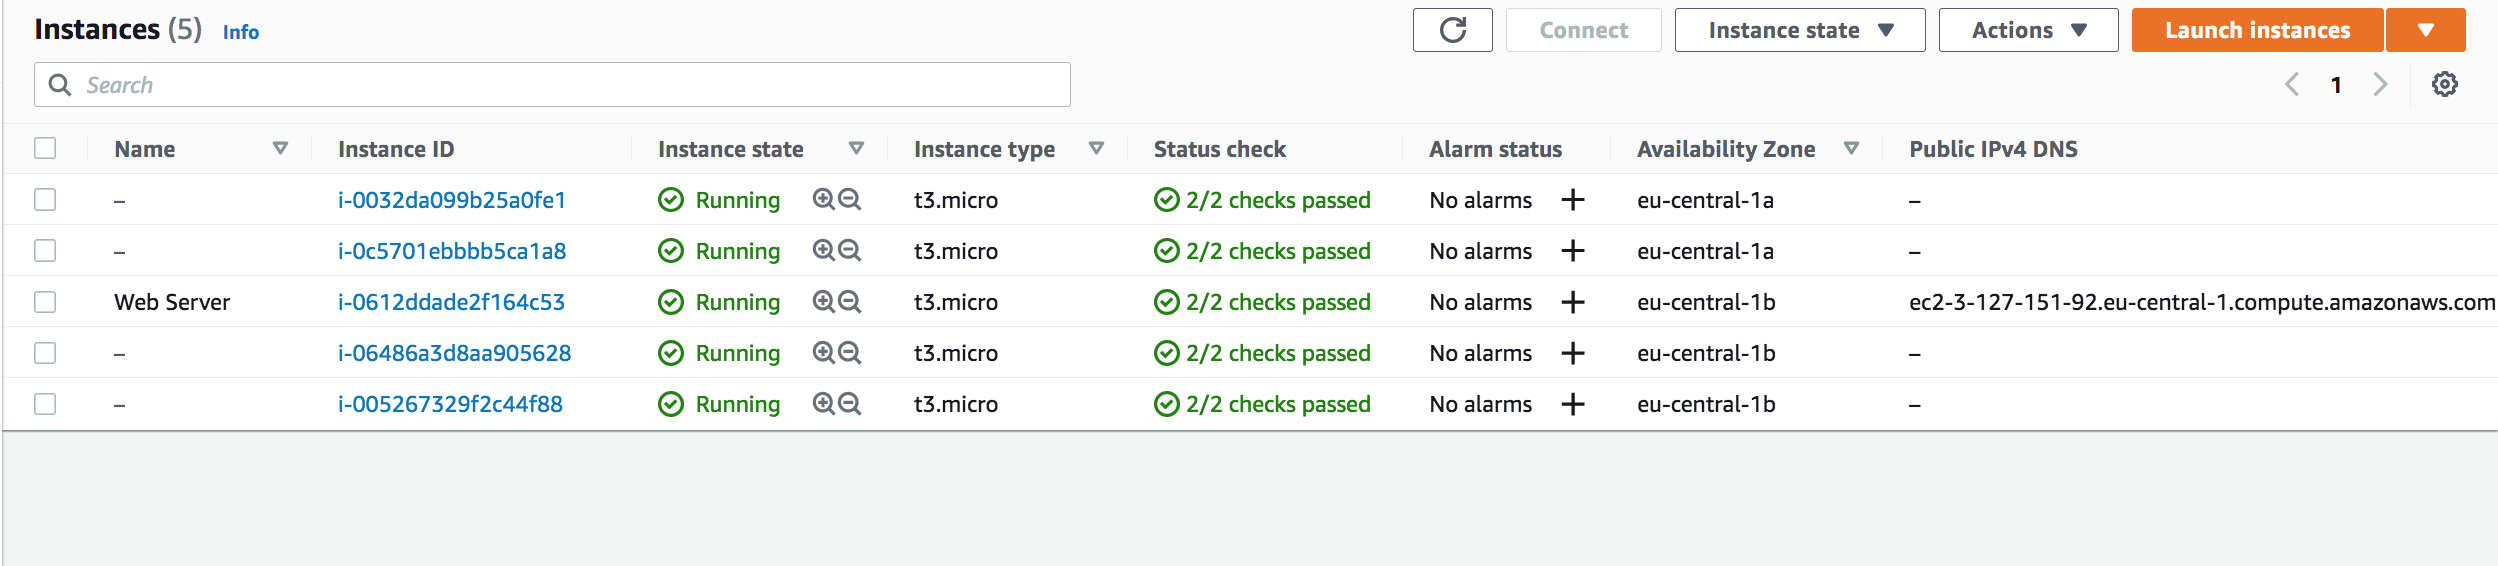 Instances (5) Info Connect Instance state Actions Launch instances
Search 1
Name Instance ID Instance state Instance type Status check Alarm status Availability Zone Public IPv4 DNS
– i-0032da099b25a0fe1 Running t3.micro 2/2 checks passed No alarms + eu-central-1a –
– i-0c5701ebbbb5ca1a8 Running t3.micro 2/2 checks passed No alarms + eu-central-1a –
Web Server i-0612ddade2f164c53 Running t3.micro 2/2 checks passed No alarms + eu-central-1b ec2-3-127-151-92.eu-central-1.compute.amazonaws.com
– i-06486a3d8aa905628 Running t3.micro 2/2 checks passed No alarms + eu-central-1b –
– i-005267329f2c44f88 Running t3.micro 2/2 checks passed No alarms + eu-central-1b –